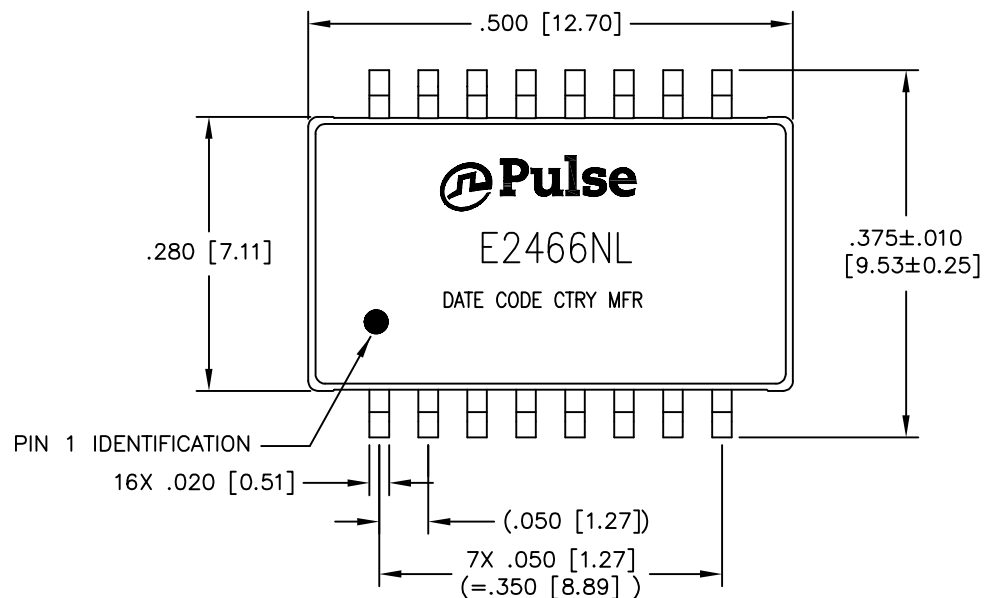 .500 [12.70]
Pulse
.280 [7.11]
E2466NL
.375±.010
[9.53±0.25]
DATE CODE CTRY MFR
PIN 1 IDENTIFICATION
16X .020 [0.51]
(.050 [1.27])
7X .050 [1.27]
(=.350 [8.89] )